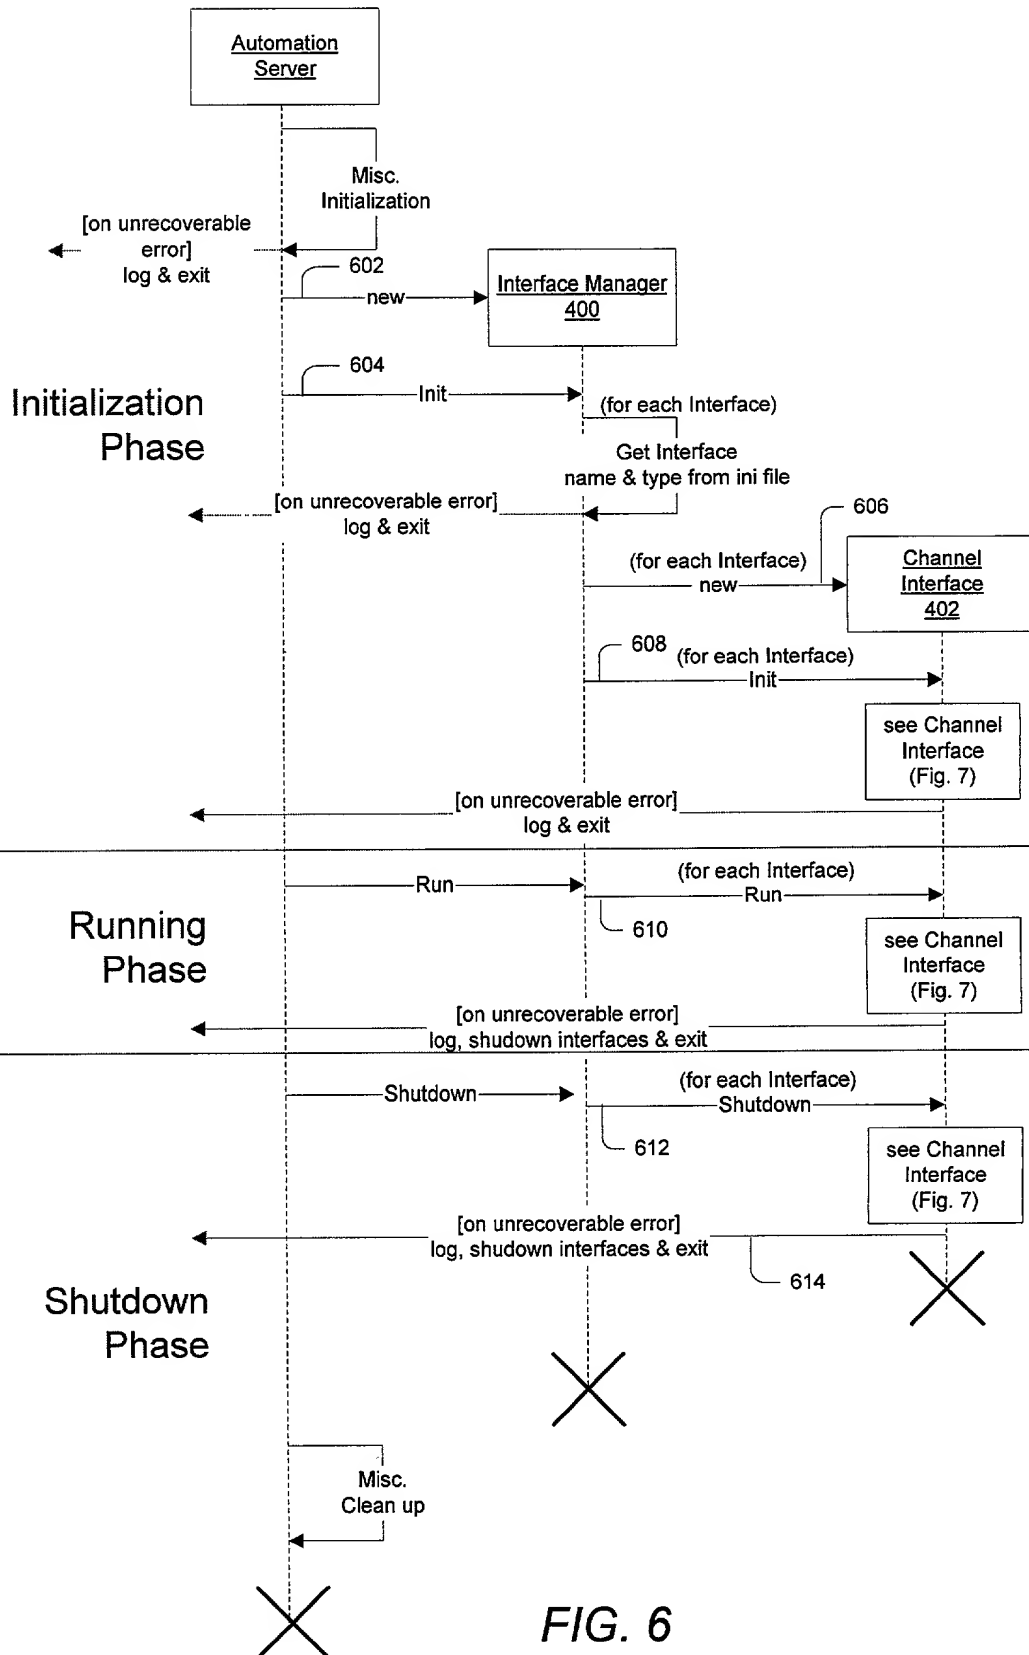 Automation
Server
Misc.
Initialization
[on unrecoverable
error]
log & exit
602
new
Interface Manager
400
604
Init
Initialization
Phase
(for each Interface)
Get Interface
name & type from ini file
[on unrecoverable error]
log & exit
606
(for each Interface)
new
Channel
Interface
402
608
(for each Interface)
Init
see Channel
Interface
(Fig. 7)
[on unrecoverable error]
log & exit
Run
(for each Interface)
Run
610
Running
Phase
see Channel
Interface
(Fig. 7)
[on unrecoverable error]
log, shudown interfaces & exit
Shutdown
(for each Interface)
Shutdown
612
see Channel
Interface
(Fig. 7)
[on unrecoverable error]
log, shudown interfaces & exit
614
Shutdown
Phase
Misc.
Clean up
FIG. 6